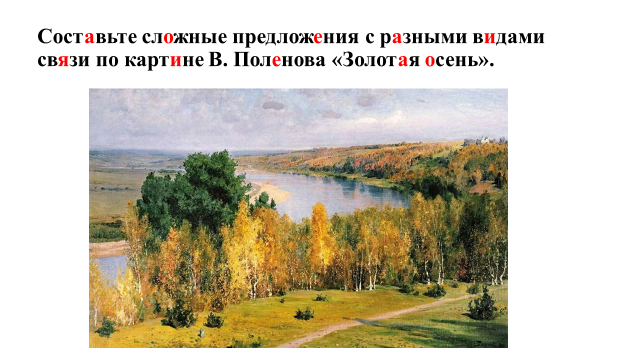 Составьте сложные предложения с разными видами
связи по картине В. Поленова «Золотая осень».